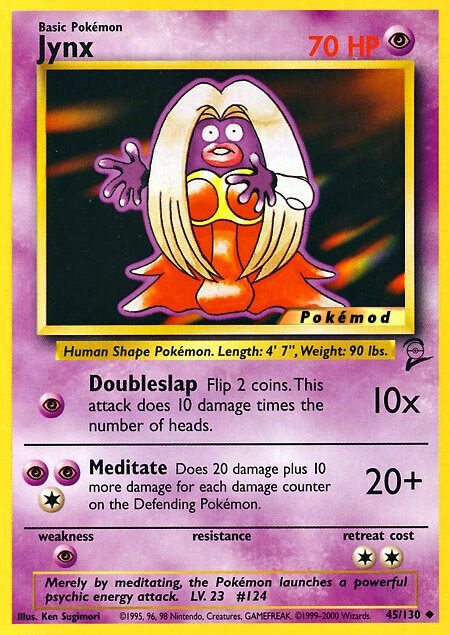 Basic Pokémon
Jynx
70 HP
Pokémod
Human Shape Pokémon. Length: 4' 7", Weight: 90 lbs.
Doubleslap Flip 2 coins. This
attack does 10 damage times the
number of heads.
10x
Meditate Does 20 damage plus 10
more damage for each damage counter
on the Defending Pokémon.
20+
weakness
resistance
retreat cost
Merely by meditating, the Pokémon launches a powerful
psychic energy attack. LV. 23 #124
Illus. Ken Sugimori
©1995, 96, 98 Nintendo, Creatures, GAMEFREAK. ©1999-2000 Wizards.
45/130